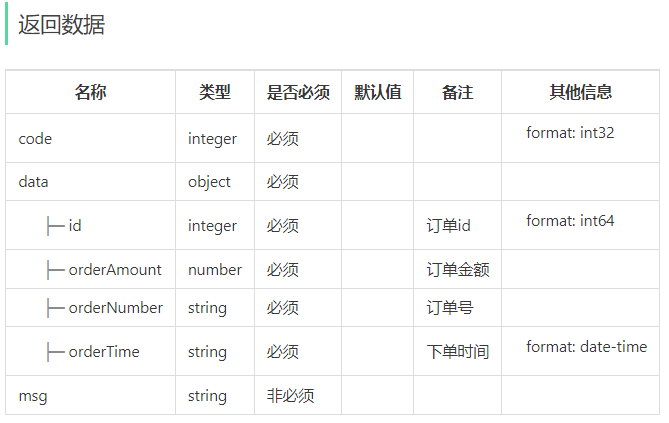 返回数据
名称 类型 是否必须 默认值 备注 其他信息
code integer 必须 format: int32
data object 必须
├─ id integer 必须 订单id format: int64
├─ orderAmount number 必须 订单金额
├─ orderNumber string 必须 订单号
├─ orderTime string 必须 下单时间 format: date-time
msg string 非必须